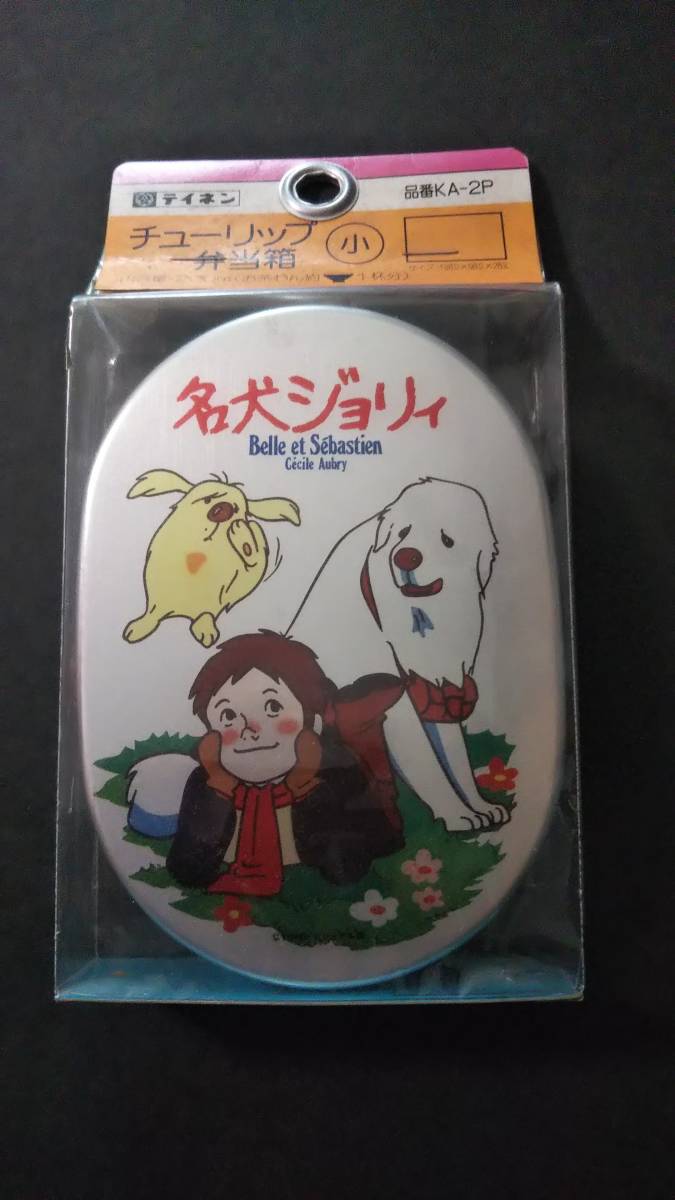 テイネン
品番KA-2P
チューリップ
弁当箱
小
名犬ジョリィ
Belle et Sébastien
Cécile Aubry